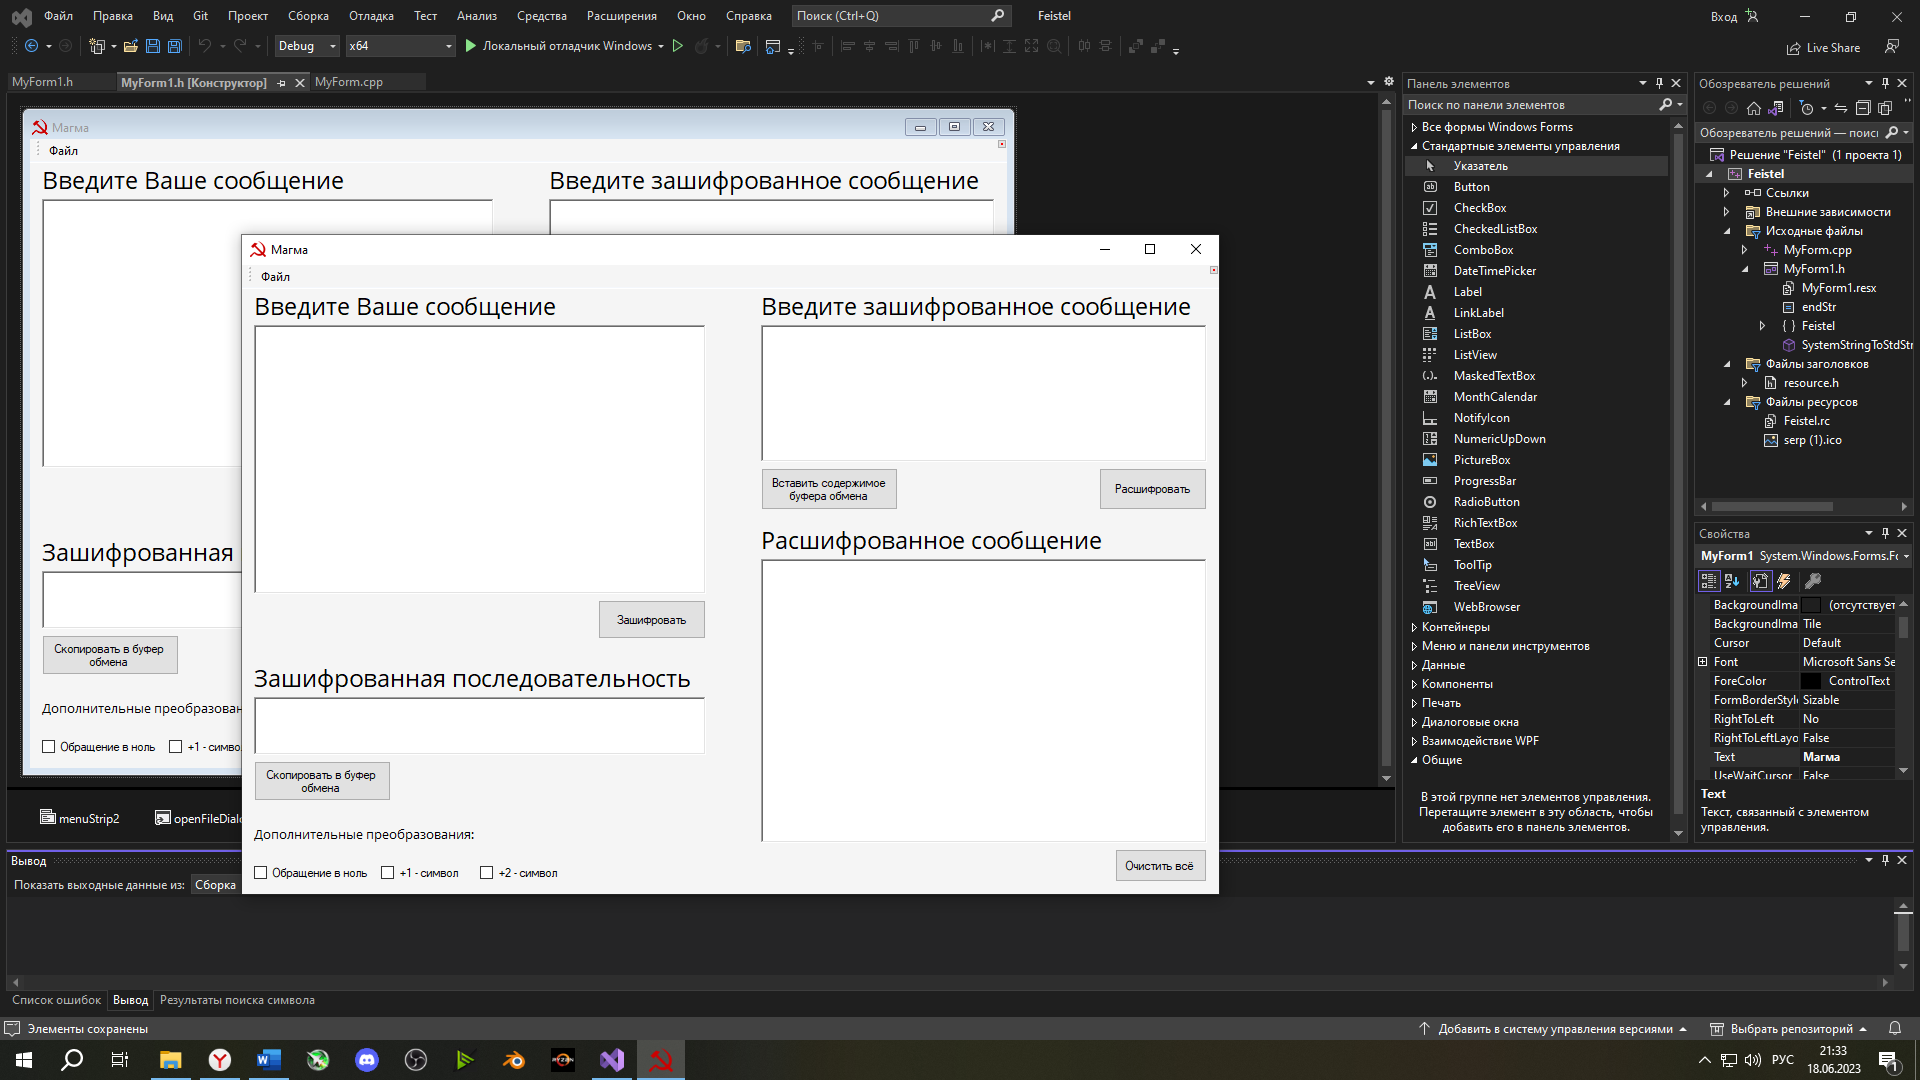 Файл Правка Вид Git Проект Сборка Отладка Тест Анализ Средства Расширения Окно Справка Поиск (Ctrl+Q) Feistel Вход
Debug x64 Локальный отладчик Windows Live Share
MyForm1.h MyForm1.h [Конструктор] MyForm.cpp
Магма
Файл
Введите Ваше сообщение Введите зашифрованное сообщение
Зашифрованная
Скопировать в буфер
обмена
Дополнительные преобразован
Обращение в ноль +1 - симво
menuStrip2 openFileDialo
Магма
Файл
Введите Ваше сообщение Введите зашифрованное сообщение
Вставить содержимое
буфера обмена
Расшифровать
Расшифрованное сообщение
Зашифровать
Зашифрованная последовательность
Скопировать в буфер
обмена
Дополнительные преобразования:
Обращение в ноль +1 - символ +2 - символ
Очистить всё
Панель элементов
Поиск по панели элементов
Все формы Windows Forms
Стандартные элементы управления
Указатель
Button
CheckBox
CheckedListBox
ComboBox
DateTimePicker
Label
LinkLabel
ListBox
ListView
MaskedTextBox
MonthCalendar
NotifyIcon
NumericUpDown
PictureBox
ProgressBar
RadioButton
RichTextBox
TextBox
ToolTip
TreeView
WebBrowser
Контейнеры
Меню и панели инструментов
Данные
Компоненты
Печать
Диалоговые окна
Взаимодействие WPF
Общие
В этой группе нет элементов управления.
Перетащите элемент в эту область, чтобы
добавить его в панель элементов.
Обозреватель решений
Обозреватель решений — поис
Решение "Feistel" (1 проекта 1)
Feistel
Ссылки
Внешние зависимости
Исходные файлы
MyForm.cpp
MyForm1.h
MyForm1.resx
endStr
{ } Feistel
SystemStringToStdStr
Файлы заголовков
resource.h
Файлы ресурсов
Feistel.rc
serp (1).ico
Свойства
MyForm1 System.Windows.Forms.Fo
BackgroundIma (отсутствует
BackgroundIma Tile
Cursor Default
Font Microsoft Sans Se
ForeColor ControlText
FormBorderStyl Sizable
RightToLeft No
RightToLeftLayo False
Text Магма
UseWaitCursor False
Text
Текст, связанный с элементом
управления.
Вывод
Показать выходные данные из: Сборка
Список ошибок Вывод Результаты поиска символа
Элементы сохранены Добавить в систему управления версиями Выбрать репозиторий
РУС 21:33
18.06.2023
1